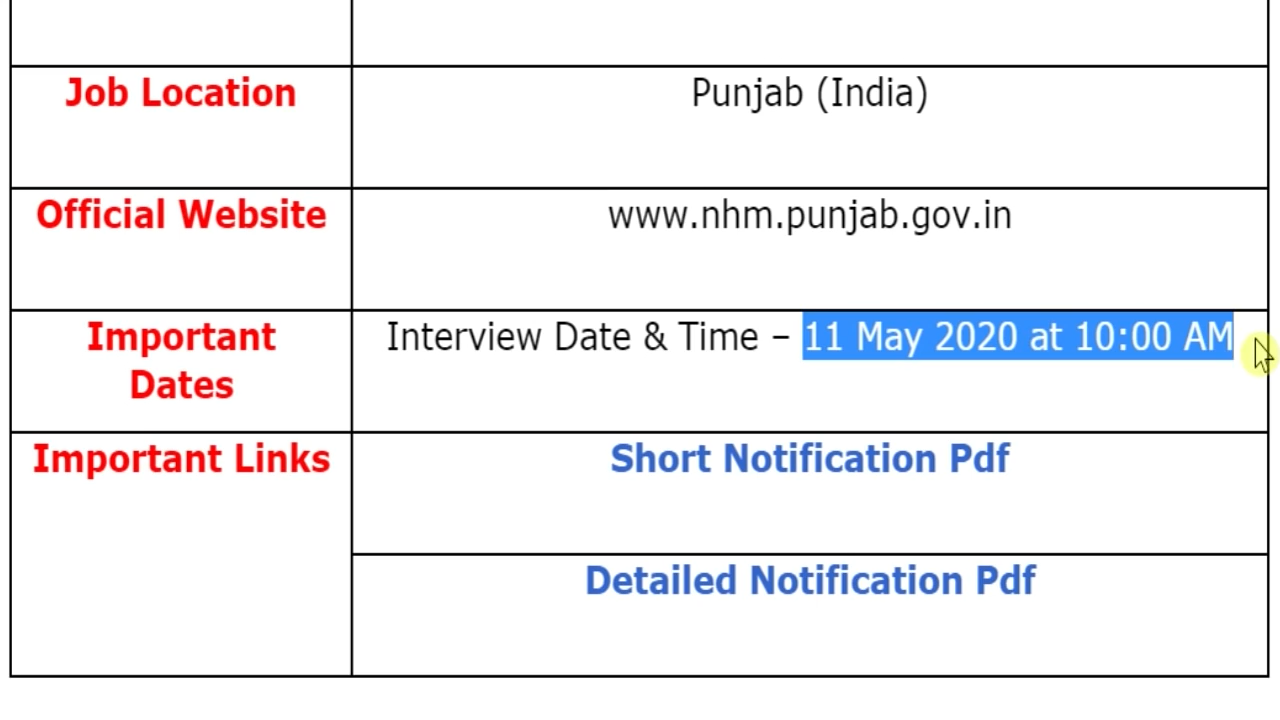 Job Location
Punjab (India)
Official Website
www.nhm.punjab.gov.in
Important
Dates
Interview Date & Time – 11 May 2020 at 10:00 AM
Important Links
Short Notification Pdf
Detailed Notification Pdf